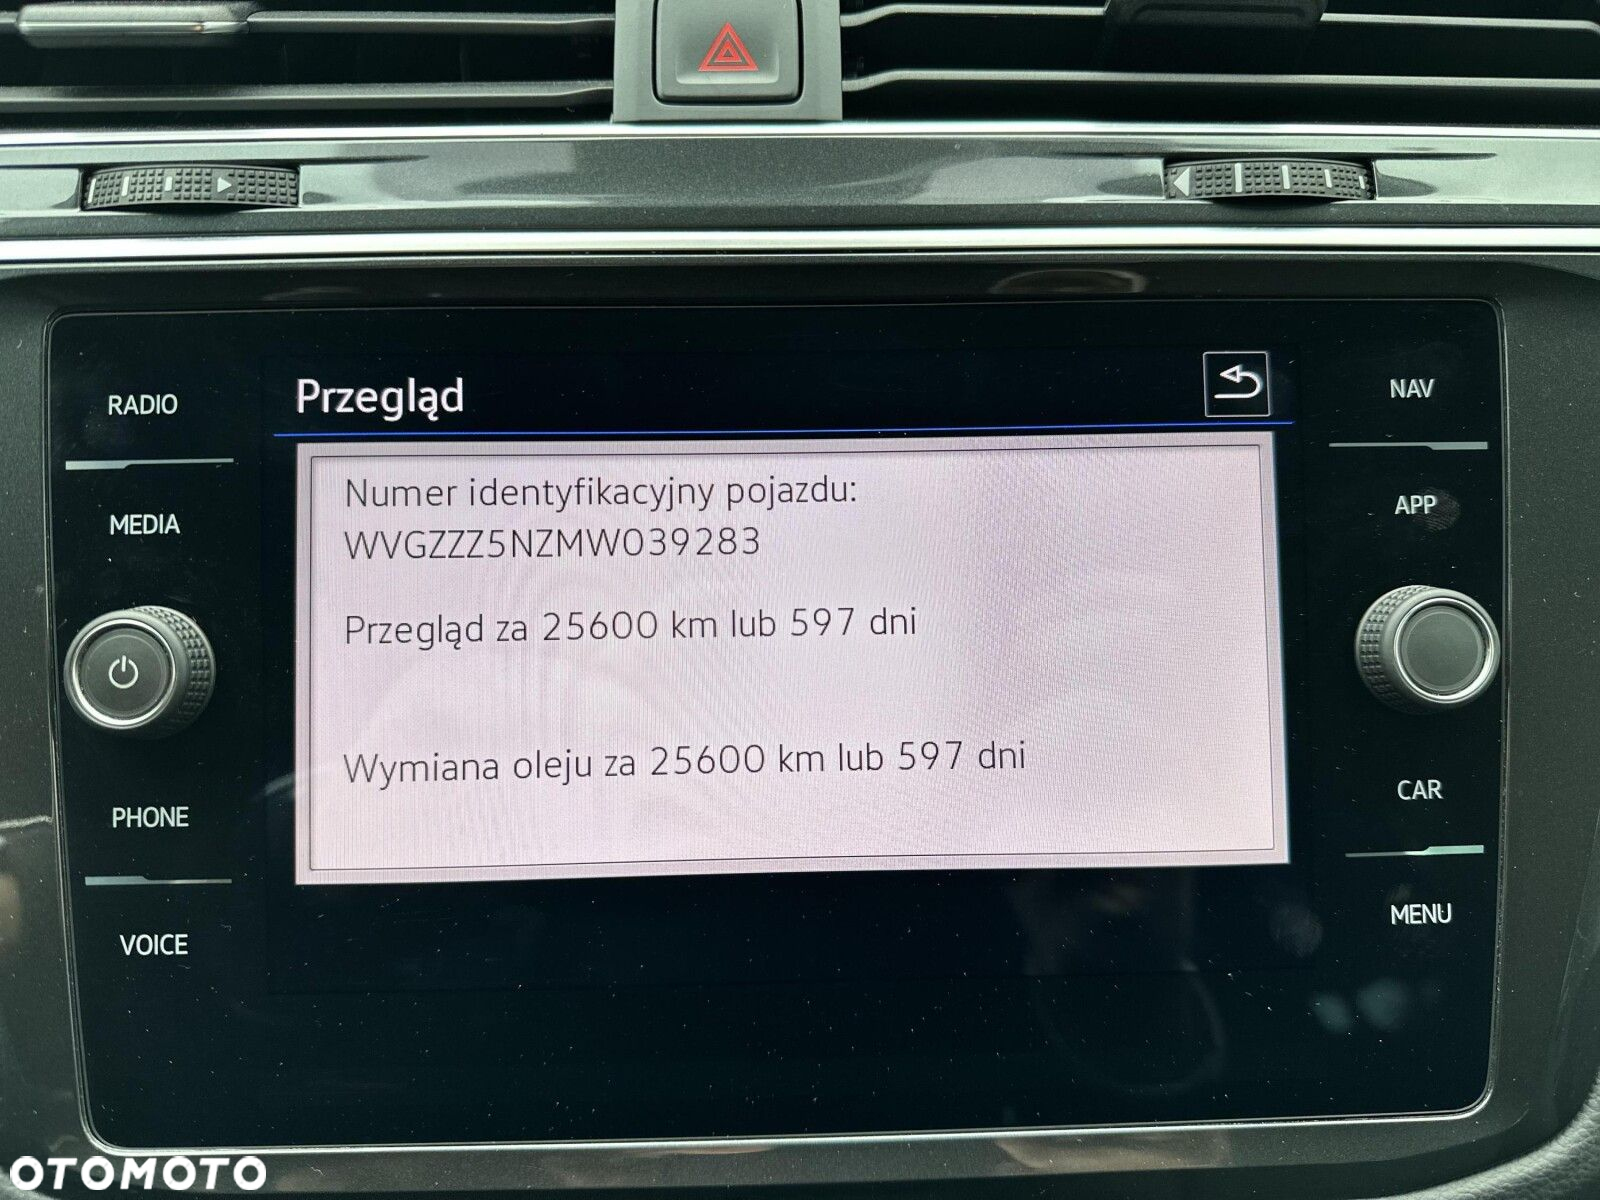 RADIO
MEDIA
PHONE
VOICE
Przegląd
Numer identyfikacyjny pojazdu:
WVGZZZ5NZMW039283
Przegląd za 25600 km lub 597 dni
Wymiana oleju za 25600 km lub 597 dni
NAV
APP
CAR
MENU
OTOMOTO